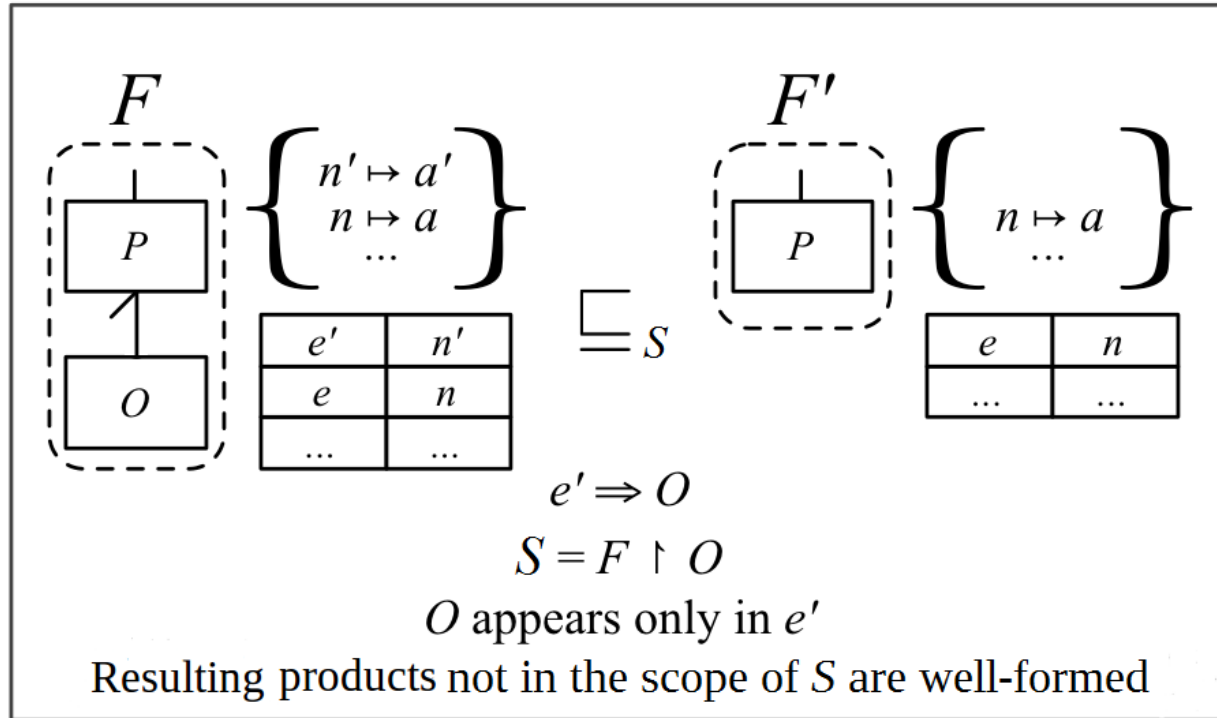 F
F′
n′ ↦ a′
n ↦ a
...
n ↦ a
...
P
O
P
e′ n′
e n
... ...
⊑ S
e n
... ...
e′ ⇒ O
S = F ↾ O
O appears only in e′
Resulting products not in the scope of S are well-formed